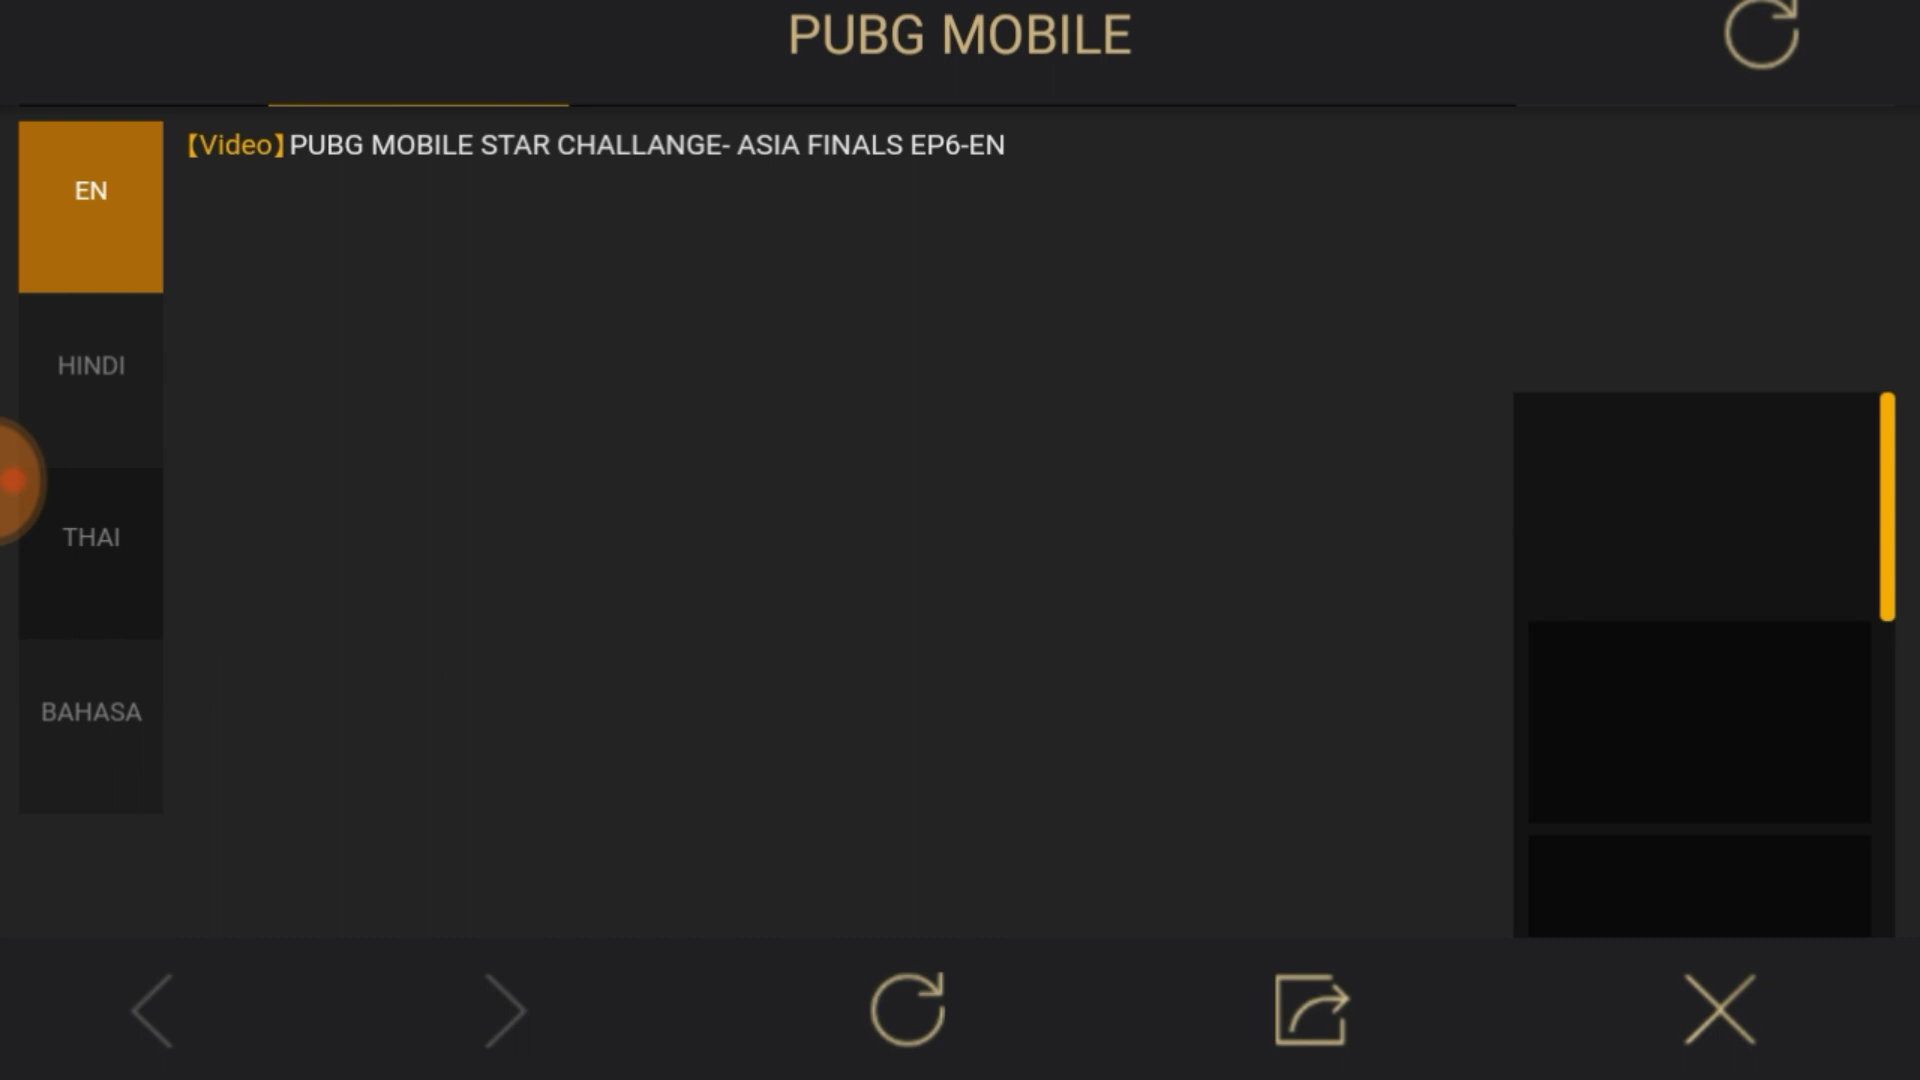 PUBG MOBILE
【Video】PUBG MOBILE STAR CHALLANGE- ASIA FINALS EP6-EN
EN
HINDI
THAI
BAHASA